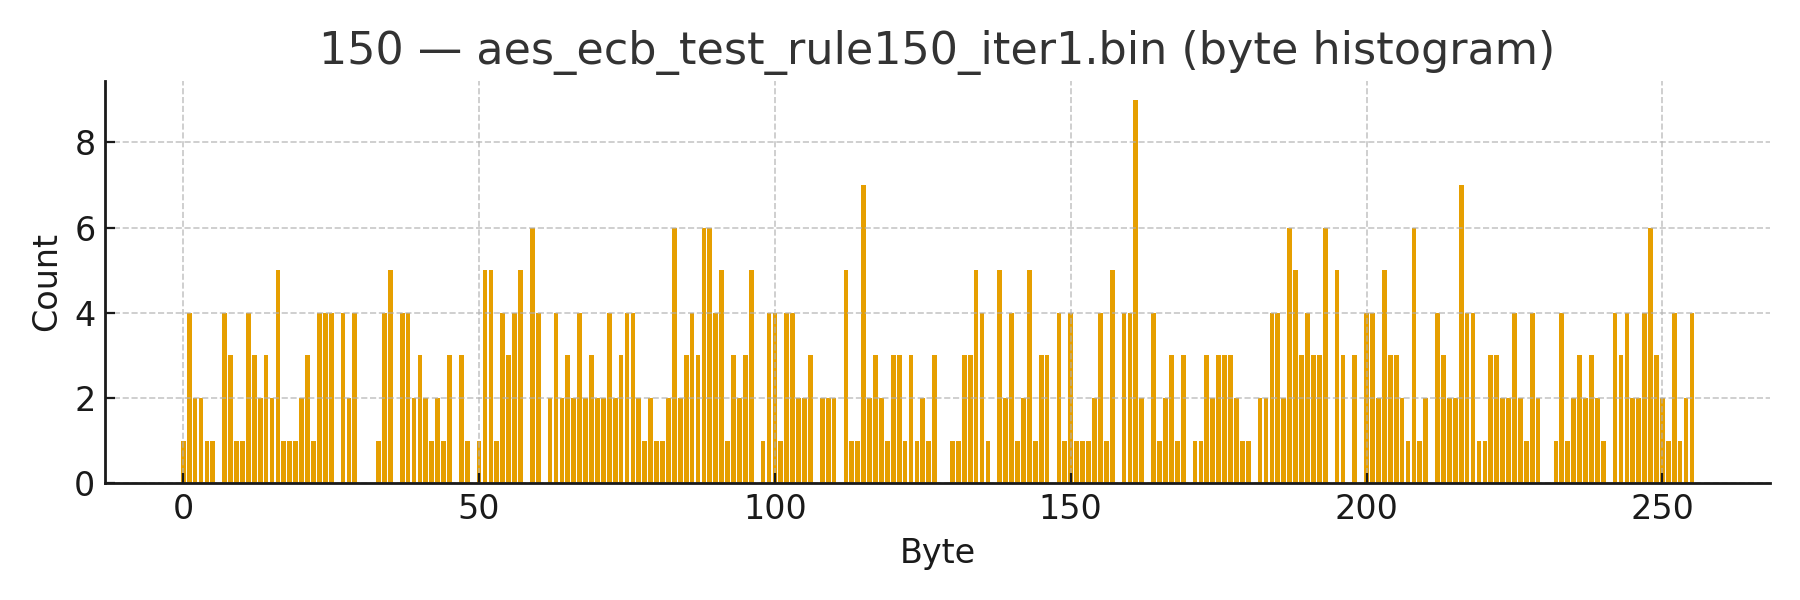 150 — aes_ecb_test_rule150_iter1.bin (byte histogram)
Count
8
6
4
2
0
0 50 100 150 200 250
Byte